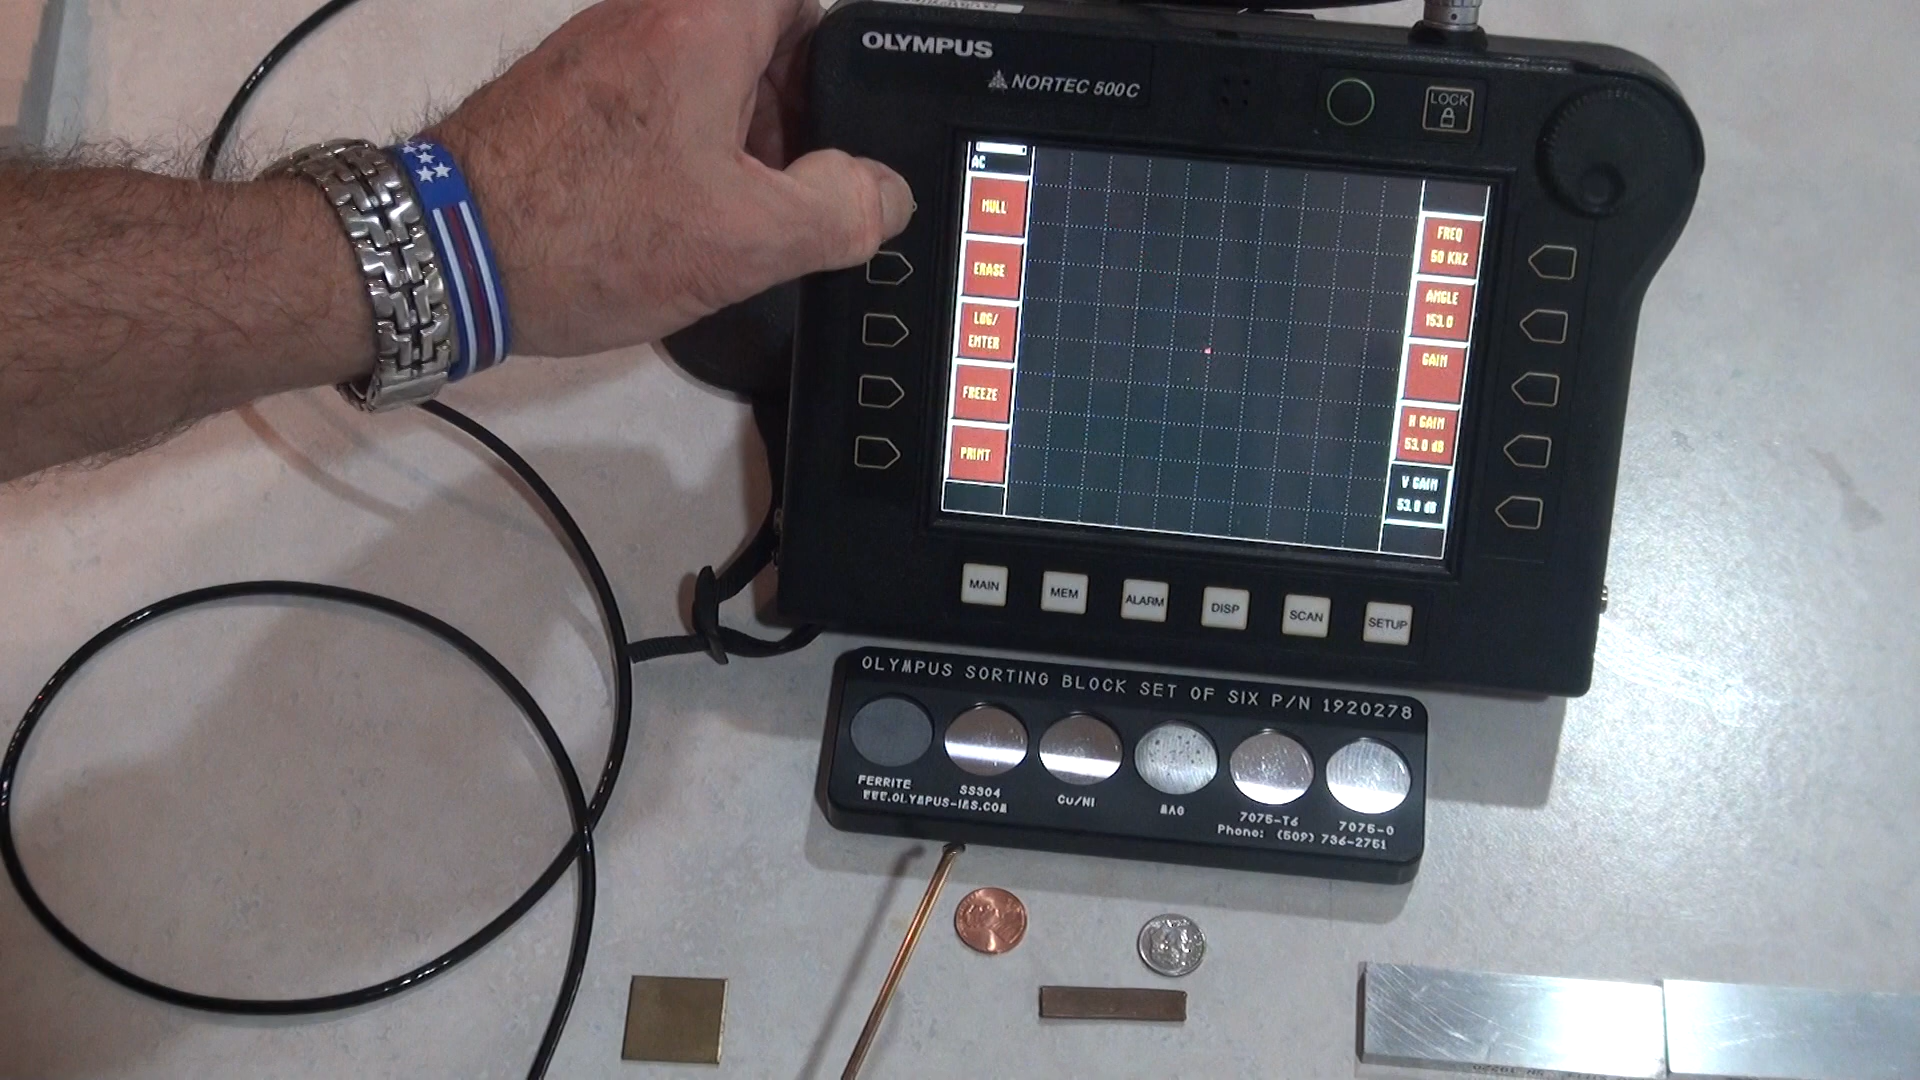 OLYMPUS
NORTEC 500C
LOCK
AC
NULL
ERASE
LOG/
ENTER
FREEZE
PRINT
FREQ
50 KHZ
ANGLE
153.0
GAIN
H GAIN
53.0 dB
V GAIN
53.0 dB
MAIN
MEM
ALARM
DISP
SCAN
SETUP
OLYMPUS SORTING BLOCK SET OF SIX P/N 1920278
FERRITE
SS304
Cu/Ni
MAG
7075-T6
7075-0
WWW.OLYMPUS-IMS.COM
Phone: (509) 736-2751